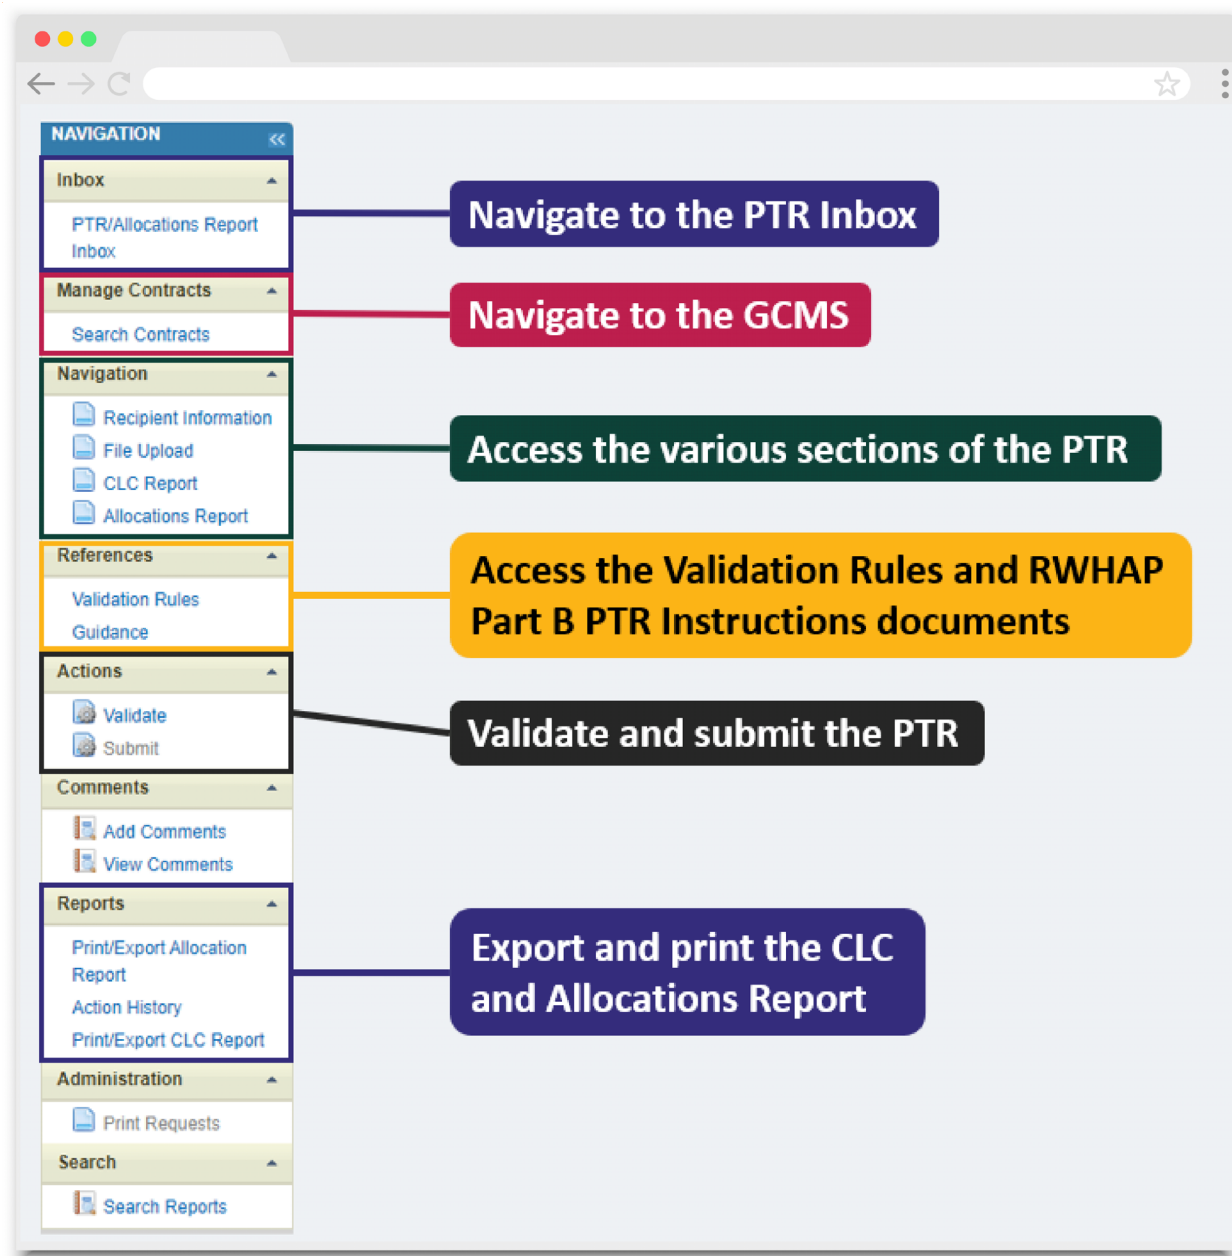 NAVIGATION
Inbox
PTR/Allocations Report
Inbox
Navigate to the PTR Inbox
Manage Contracts
Search Contracts
Navigate to the GCMS
Navigation
Recipient Information
File Upload
CLC Report
Allocations Report
Access the various sections of the PTR
References
Validation Rules
Guidance
Access the Validation Rules and RWHAP
Part B PTR Instructions documents
Actions
Validate
Submit
Validate and submit the PTR
Comments
Add Comments
View Comments
Reports
Print/Export Allocation
Report
Action History
Print/Export CLC Report
Export and print the CLC
and Allocations Report
Administration
Print Requests
Search
Search Reports